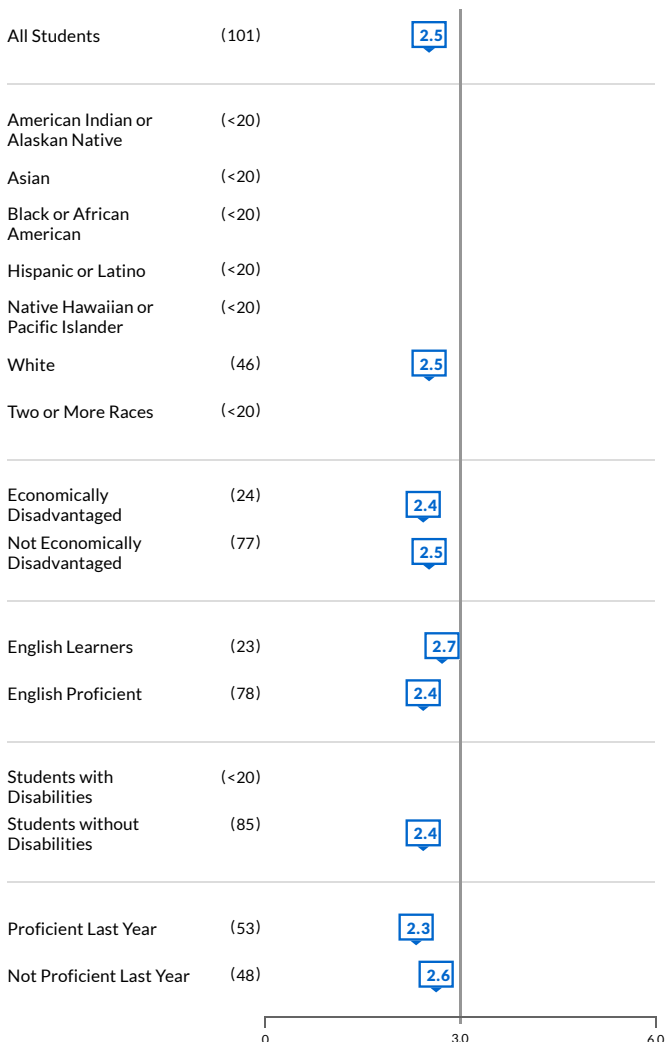 All Students (101) 2.5
American Indian or (<20)
Alaskan Native
Asian (<20)
Black or African (<20)
American
Hispanic or Latino (<20)
Native Hawaiian or (<20)
Pacific Islander
White (46) 2.5
Two or More Races (<20)
Economically (24) 2.4
Disadvantaged
Not Economically (77) 2.5
Disadvantaged
English Learners (23) 2.7
English Proficient (78) 2.4
Students with (<20)
Disabilities
Students without (85) 2.4
Disabilities
Proficient Last Year (53) 2.3
Not Proficient Last Year (48) 2.6
0 3.0 6.0